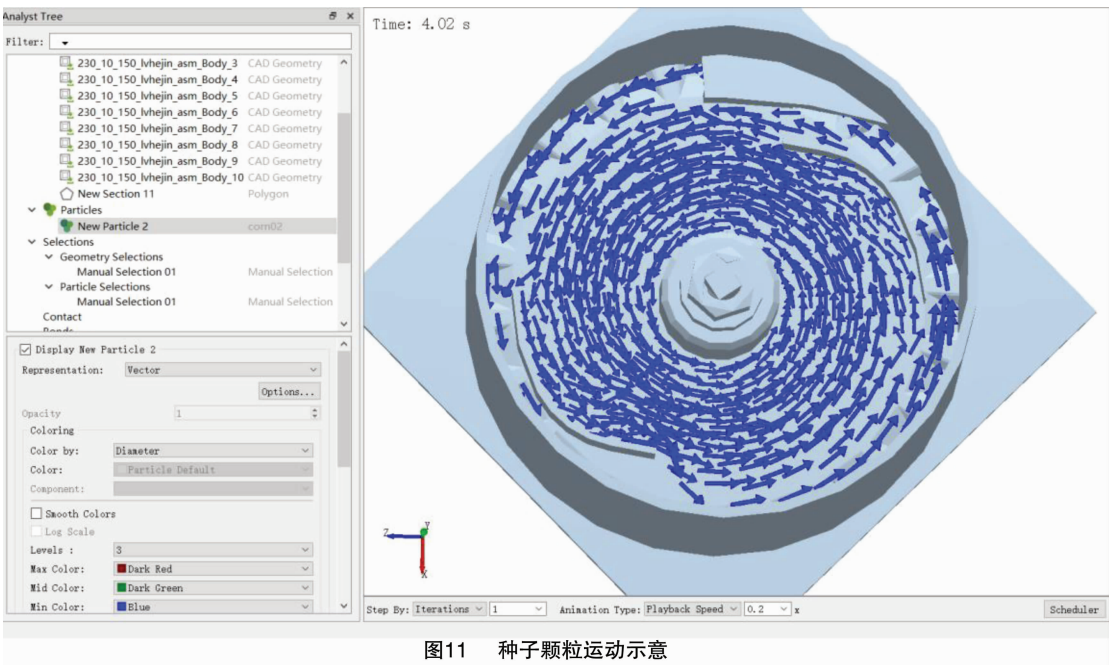 Analyst Tree
Filter:
230_10_150_lvhejin_asm_Body_3 CAD Geometry
230_10_150_lvhejin_asm_Body_4 CAD Geometry
230_10_150_lvhejin_asm_Body_5 CAD Geometry
230_10_150_lvhejin_asm_Body_6 CAD Geometry
230_10_150_lvhejin_asm_Body_7 CAD Geometry
230_10_150_lvhejin_asm_Body_8 CAD Geometry
230_10_150_lvhejin_asm_Body_9 CAD Geometry
230_10_150_lvhejin_asm_Body_10 CAD Geometry
New Section 11 Polygon
Particles
New Particle 2 corn02
Selections
Geometry Selections
Manual Selection 01 Manual Selection
Particle Selections
Manual Selection 01 Manual Selection
Contact
Display New Particle 2
Representation: Vector
Options...
Opacity 1
Coloring
Color by: Diameter
Color: Particle Default
Component:
Smooth Colors
Log Scale
Levels : 3
Max Color: Dark Red
Mid Color: Dark Green
Min Color: Blue
Time: 4.02 s
Z Y
X
Step By: Iterations 1 Animation Type: Playback Speed 0.2 x Scheduler
图11 种子颗粒运动示意